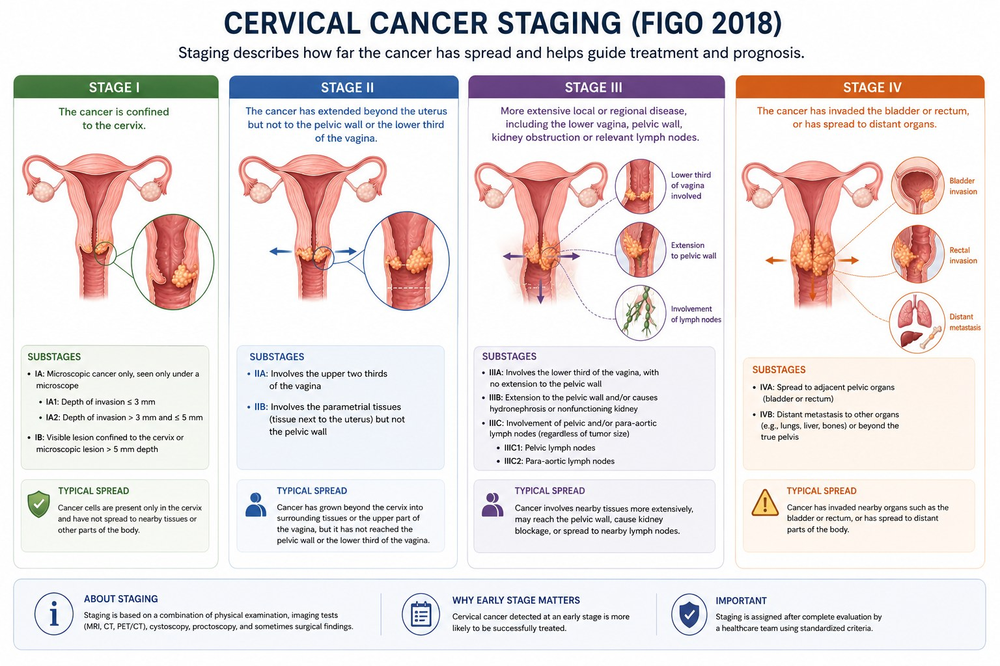 CERVICAL CANCER STAGING (FIGO 2018)
Staging describes how far the cancer has spread and helps guide treatment and prognosis.
STAGE I
The cancer is confined
to the cervix.
SUBSTAGES
• IA: Microscopic cancer only, seen only under a
microscope
• IA1: Depth of invasion ≤ 3 mm
• IA2: Depth of invasion > 3 mm and ≤ 5 mm
• IB: Visible lesion confined to the cervix or
microscopic lesion > 5 mm depth
TYPICAL SPREAD
Cancer cells are present only in the cervix
and have not spread to nearby tissues or
other parts of the body.
STAGE II
The cancer has extended beyond the uterus
but not to the pelvic wall or the lower third
of the vagina.
SUBSTAGES
• IIA: Involves the upper two thirds
of the vagina
• IIB: Involves the parametrial tissues
(tissue next to the uterus) but not
the pelvic wall
TYPICAL SPREAD
Cancer has grown beyond the cervix into
surrounding tissues or the upper part of
the vagina, but it has not reached the
pelvic wall or the lower third of the vagina.
STAGE III
More extensive local or regional disease,
including the lower vagina, pelvic wall,
kidney obstruction or relevant lymph nodes.
Lower third
of vagina
involved
Extension
to pelvic wall
Involvement
of lymph nodes
SUBSTAGES
• IIIA: Involves the lower third of the vagina, with
no extension to the pelvic wall
• IIIB: Extension to the pelvic wall and/or causes
hydronephrosis or nonfunctioning kidney
• IIIC: Involvement of pelvic and/or para-aortic
lymph nodes (regardless of tumor size)
• IIIC1: Pelvic lymph nodes
• IIIC2: Para-aortic lymph nodes
TYPICAL SPREAD
Cancer involves nearby tissues more extensively,
may reach the pelvic wall, cause kidney
blockage, or spread to nearby lymph nodes.
STAGE IV
The cancer has invaded the bladder or rectum,
or has spread to distant organs.
Bladder
invasion
Rectal
invasion
Distant
metastasis
SUBSTAGES
• IVA: Spread to adjacent pelvic organs
(bladder or rectum)
• IVB: Distant metastasis to other organs
(e.g., lungs, liver, bones) or beyond the
true pelvis
TYPICAL SPREAD
Cancer has invaded nearby organs such as the
bladder or rectum, or has spread to distant
parts of the body.
i
ABOUT STAGING
Staging is based on a combination of physical examination, imaging tests
(MRI, CT, PET/CT), cystoscopy, proctoscopy, and sometimes surgical findings.
WHY EARLY STAGE MATTERS
Cervical cancer detected at an early stage is more
likely to be successfully treated.
IMPORTANT
Staging is assigned after complete evaluation by
a healthcare team using standardized criteria.